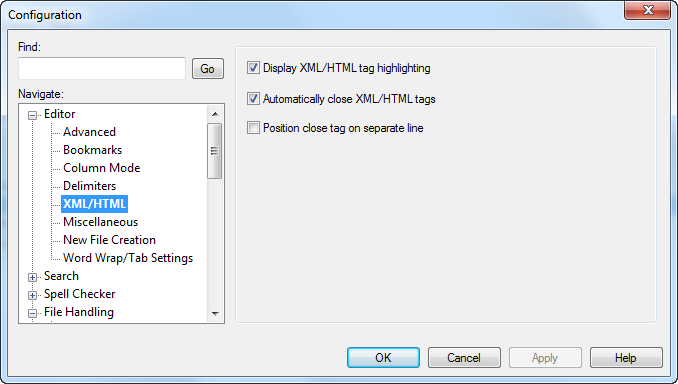 Configuration
Find:
Go
Navigate:
Editor
Advanced
Bookmarks
Column Mode
Delimiters
XML/HTML
Miscellaneous
New File Creation
Word Wrap/Tab Settings
Search
Spell Checker
File Handling
Display XML/HTML tag highlighting
Automatically close XML/HTML tags
Position close tag on separate line
OK
Cancel
Apply
Help